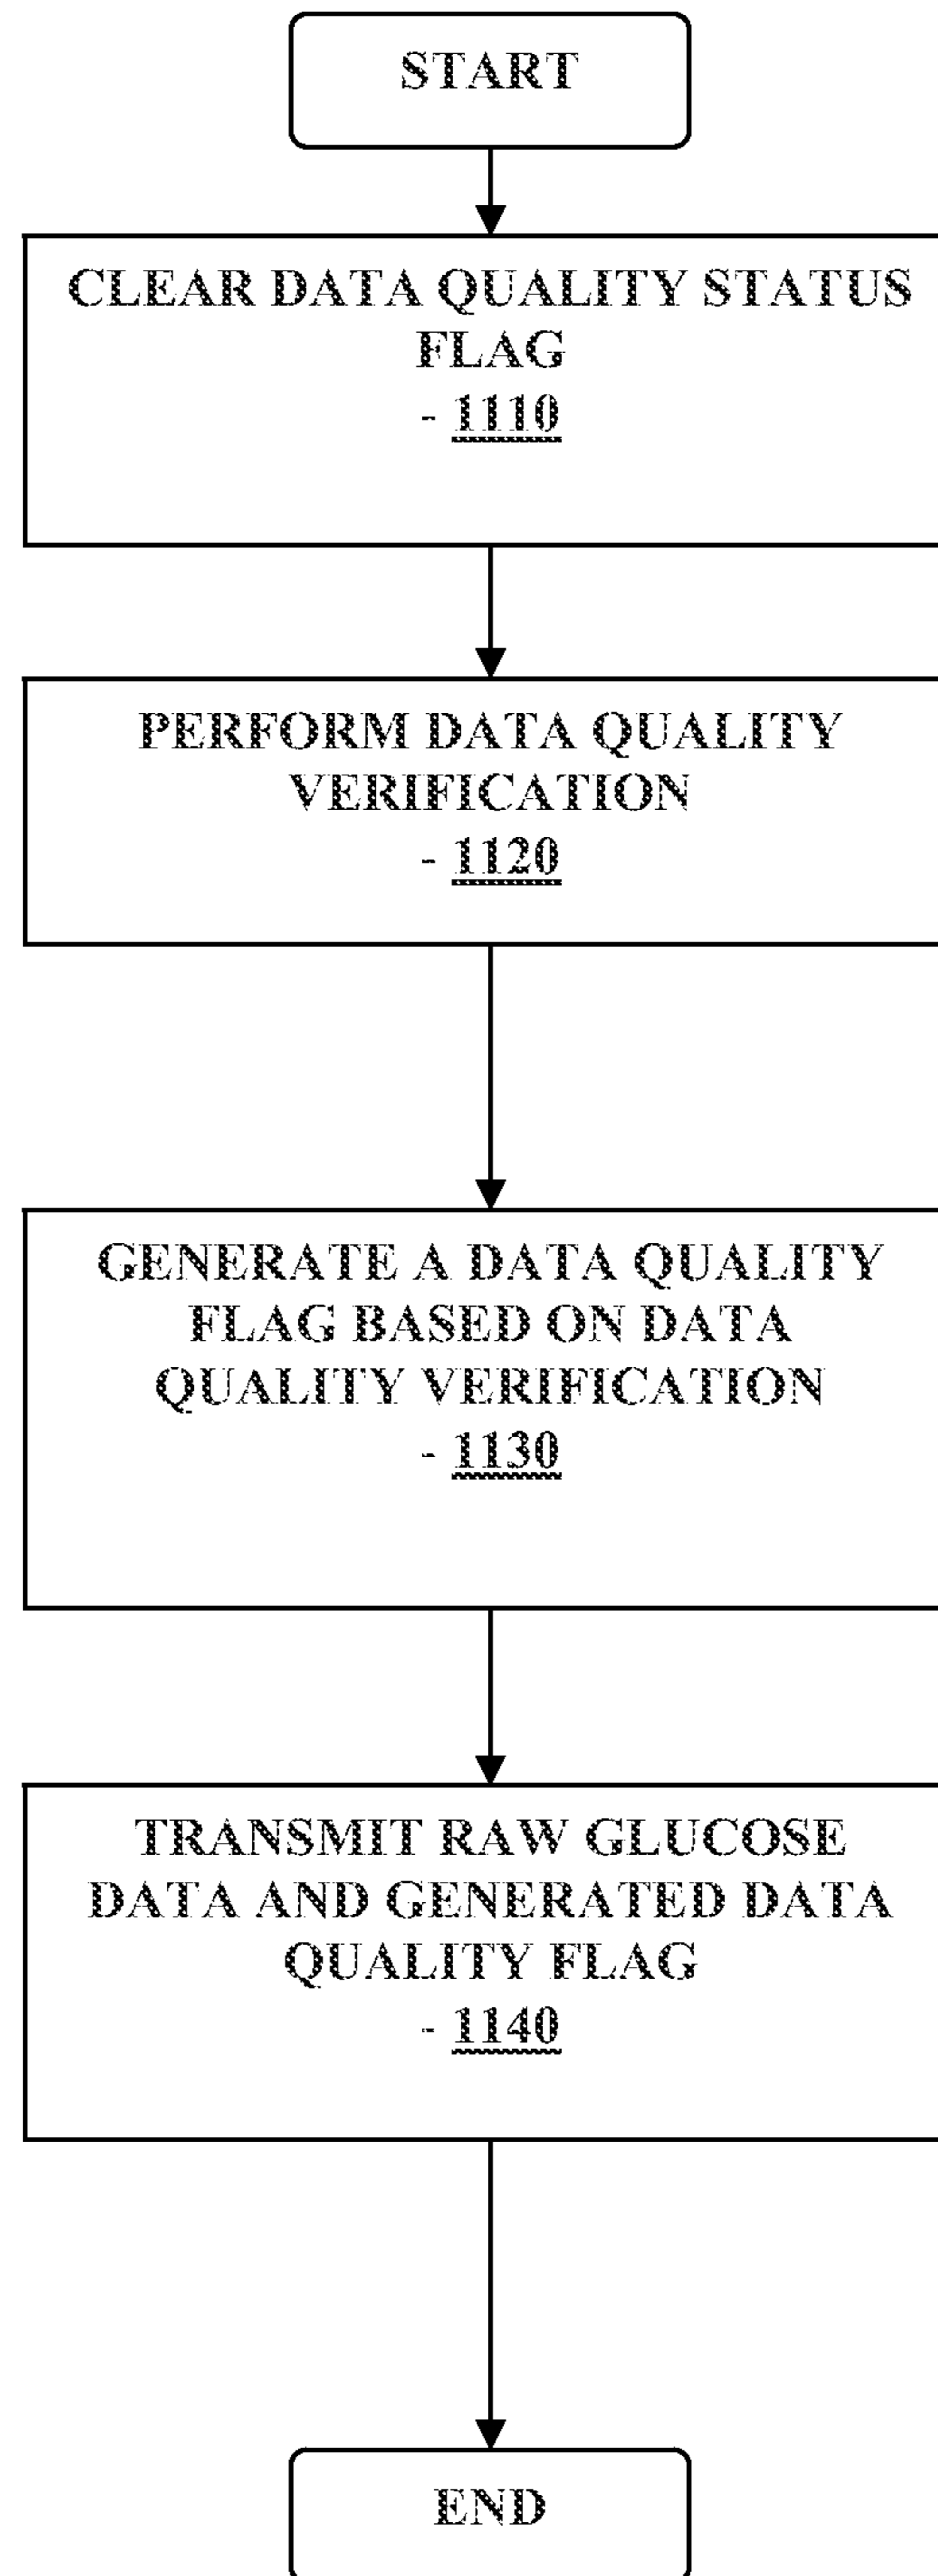 START
CLEAR DATA QUALITY STATUS
FLAG
- 1110
PERFORM DATA QUALITY
VERIFICATION
- 1120
GENERATE A DATA QUALITY
FLAG BASED ON DATA
QUALITY VERIFICATION
- 1130
TRANSMIT RAW GLUCOSE
DATA AND GENERATED DATA
QUALITY FLAG
- 1140
END